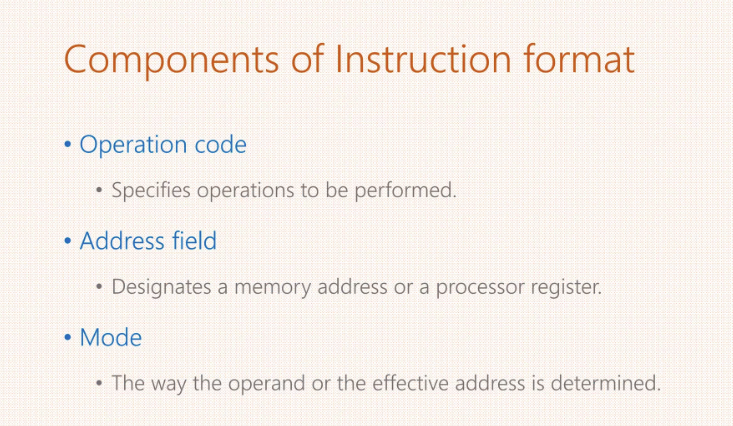 Components of Instruction format
• Operation code
• Specifies operations to be performed.
• Address field
• Designates a memory address or a processor register.
• Mode
• The way the operand or the effective address is determined.